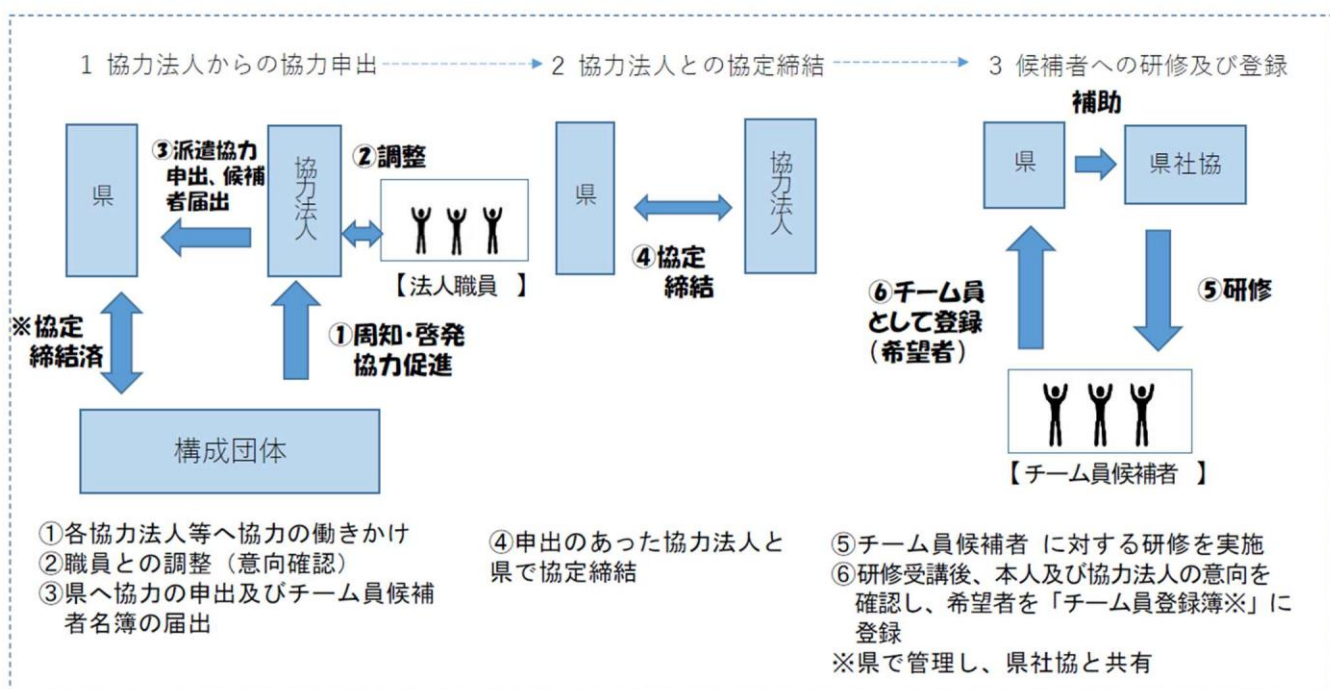 1 協力法人からの協力申出
2 協力法人との協定締結
3 候補者への研修及び登録
県
③派遣協力
申出、候補
者届出
協力法人
②調整
【法人職員 】
※協定
締結済
①周知・啓発
協力促進
構成団体
県
④協定
締結
協力法人
補助
県
県社協
⑥チーム員
として登録
(希望者)
⑤研修
【チーム員候補者 】
①各協力法人等へ協力の働きかけ
②職員との調整（意向確認）
③県へ協力の申出及びチーム員候補
者名簿の届出
④申出のあった協力法人と
県で協定締結
⑤チーム員候補者 に対する研修を実施
⑥研修受講後、本人及び協力法人の意向を
確認し、希望者を「チーム員登録簿※」に
登録
※県で管理し、県社協と共有